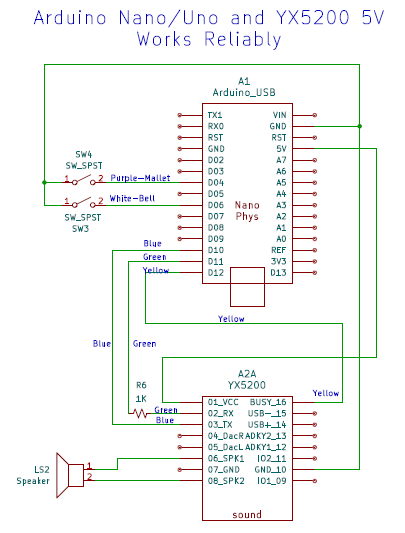 Arduino Nano/Uno and YX5200 5V
Works Reliably
A1
Arduino_USB
TX1 VIN
RX0 GND
RST RST
GND 5V
D02 A7
D03 A6
D04 A5
D05 A4
D06 A3
D07 A2
D08 A1
D09 A0
D10 REF
D11 3V3
D12 D13
Nano
Phys
SW4
SW_SPST
1 2 Purple-Mallet
1 2 White-Bell
SW_SPST
SW3
Blue
Green
Yellow
Yellow
Blue Green
A2A
YX5200
R6
1K
Yellow
Green
Blue
01_VCC BUSY_16
02_RX USB-_15
03_TX USB+_14
04_DacR ADKY2_13
05_DacL ADKY1_12
06_SPK1 IO2_11
07_GND GND_10
08_SPK2 IO1_09
LS2
Speaker
1
2
sound